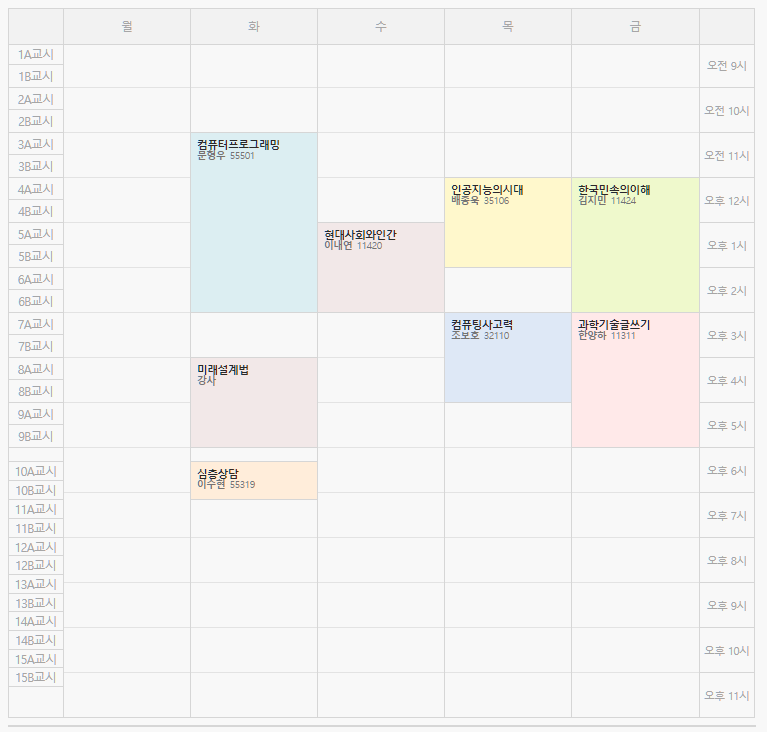 월 화 수 목 금
1A교시
오전 9시
1B교시
2A교시
오전 10시
2B교시
3A교시
컴퓨터프로그래밍
문형우 55501
오전 11시
3B교시
4A교시
인공지능의시대
배종욱 35106
한국민속의이해
김지민 11424
오후 12시
4B교시
5A교시
현대사회와인간
이내연 11420
오후 1시
5B교시
6A교시
오후 2시
6B교시
7A교시
컴퓨팅사고력
조보호 32110
과학기술글쓰기
한양하 11311
오후 3시
7B교시
8A교시
미래설계법
강사
오후 4시
8B교시
9A교시
오후 5시
9B교시
10A교시
심층상담
이수현 55319
오후 6시
10B교시
11A교시
오후 7시
11B교시
12A교시
오후 8시
12B교시
13A교시
13B교시
오후 9시
14A교시
14B교시
오후 10시
15A교시
15B교시
오후 11시